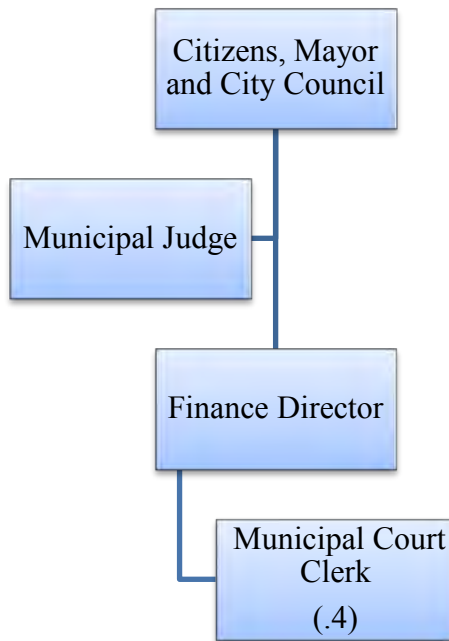 Citizens, Mayor
and City Council
Municipal Judge
Finance Director
Municipal Court
Clerk
(.4)